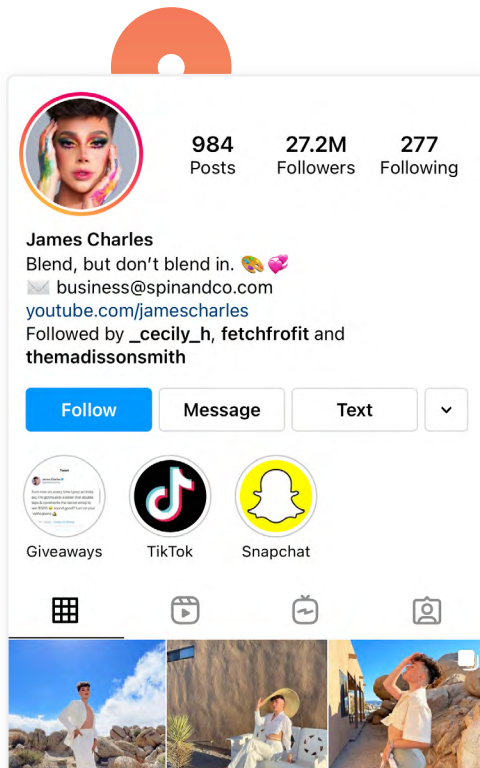 984 27.2M 277
Posts Followers Following
James Charles
Blend, but don't blend in. 🎨 💞
✉️ business@spinandco.com
youtube.com/jamescharles
Followed by _cecily_h, fetchfrofit and
themadissonsmith
Follow Message Text
Giveaways TikTok Snapchat